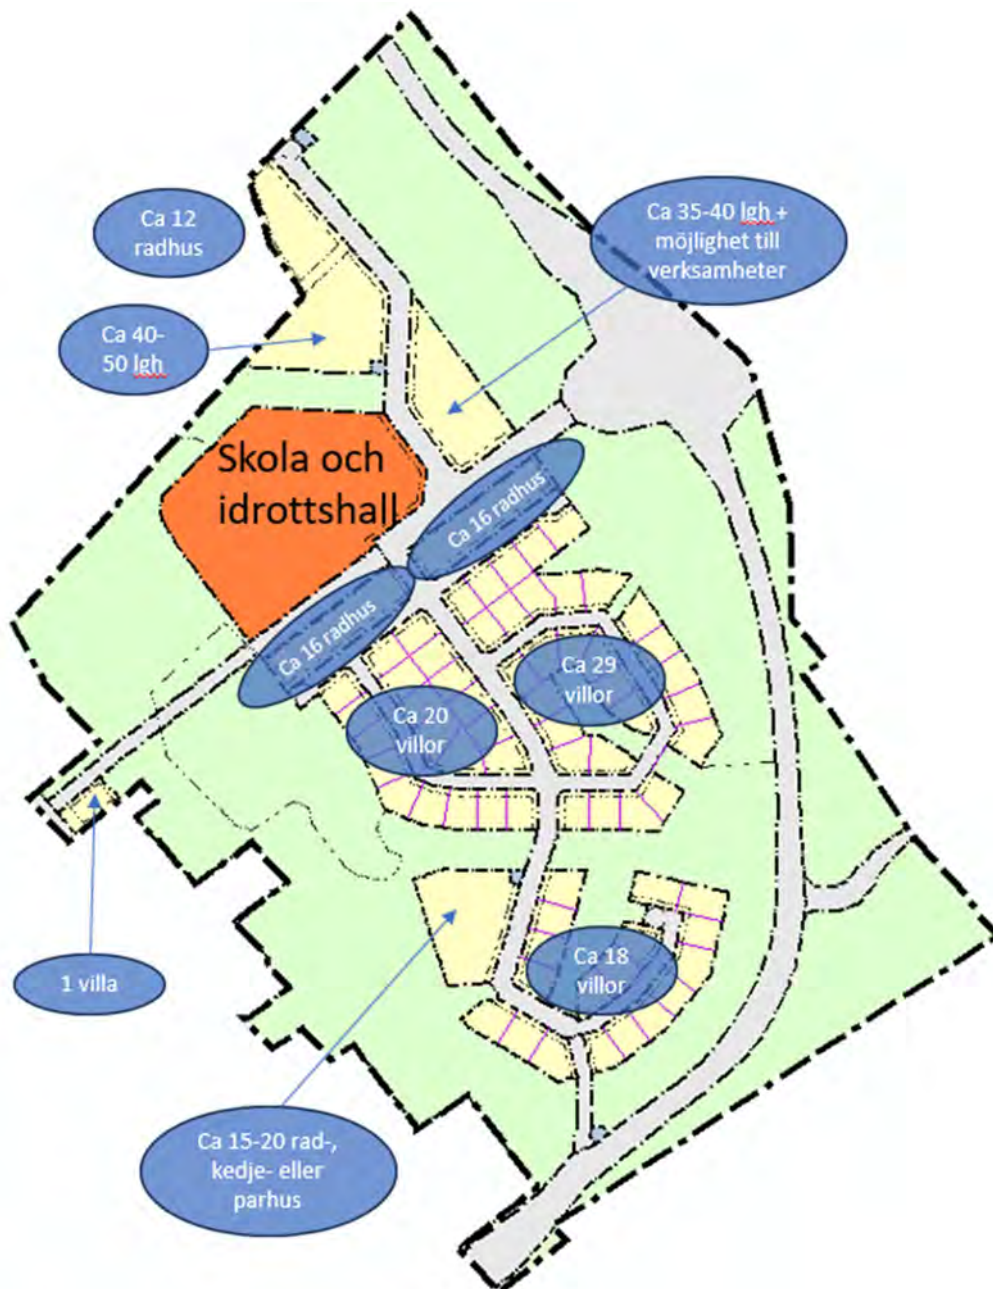 Ca 12
radhus
Ca 35-40 lgh +
möjlighet till
verksamheter
Ca 40-
50 lgh
Skola och
idrottshall
Ca 16 radhus
Ca 16 radhus
Ca 29
villor
Ca 20
villor
Ca 18
villor
1 villa
Ca 15-20 rad-,
kedje- eller
parhus